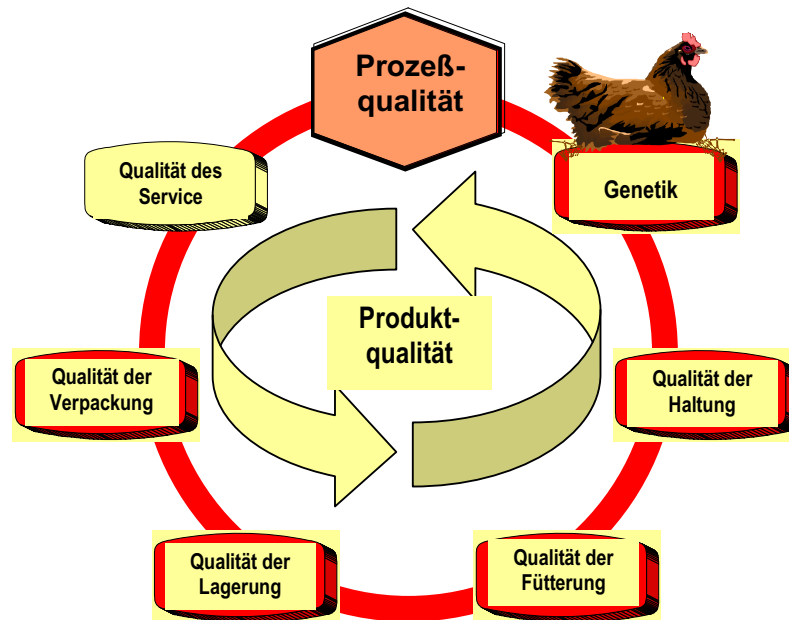 Prozeß-
qualität
Qualität des
Service
Genetik
Produkt-
qualität
Qualität der
Verpackung
Qualität der
Haltung
Qualität der
Lagerung
Qualität der
Fütterung